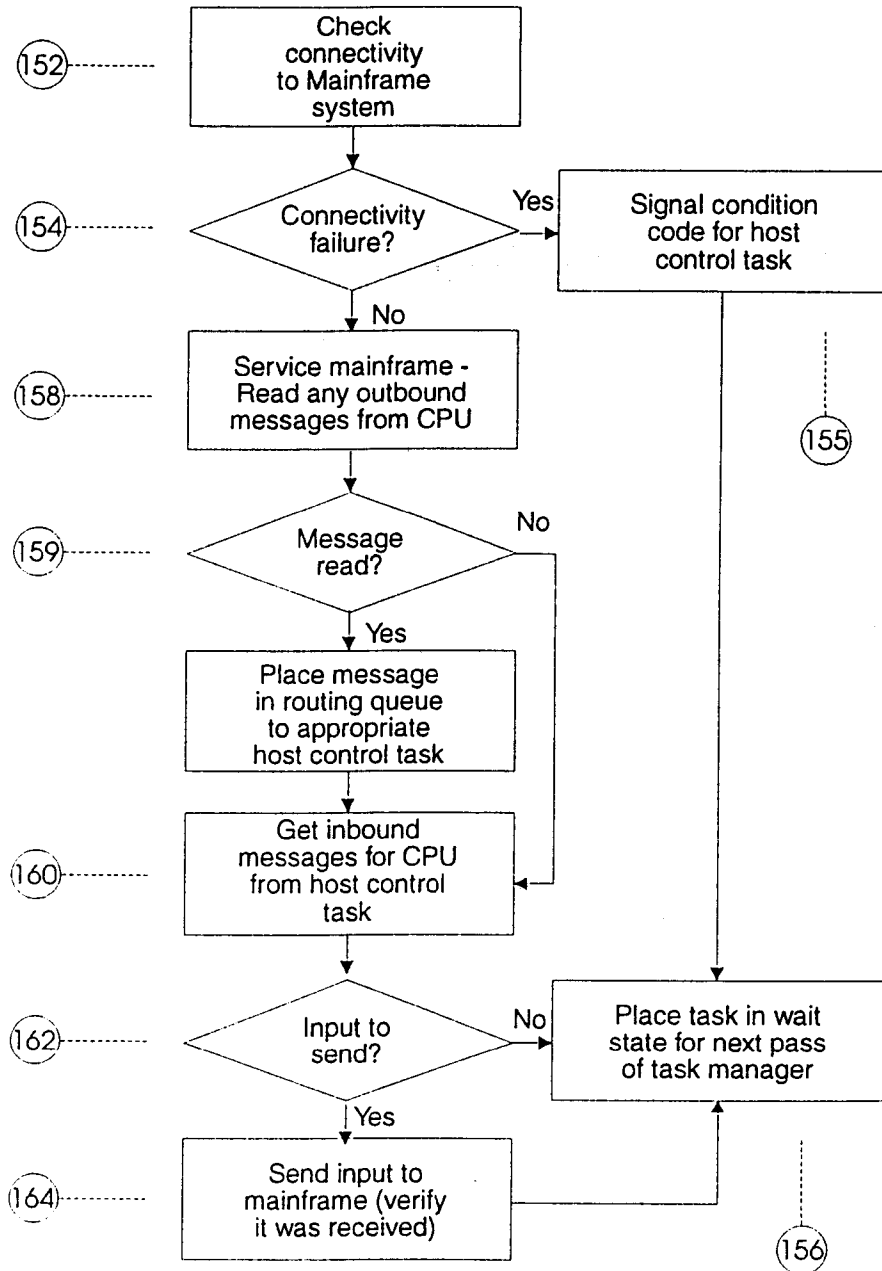 152
Check
connectivity
to Mainframe
system
154
Connectivity
failure?
Yes
Signal condition
code for host
control task
No
155
158
Service mainframe -
Read any outbound
messages from CPU
159
Message
read?
No
Yes
Place message
in routing queue
to appropriate
host control task
160
Get inbound
messages for CPU
from host control
task
162
Input to
send?
No
Place task in wait
state for next pass
of task manager
Yes
164
Send input to
mainframe (verify
it was received)
156